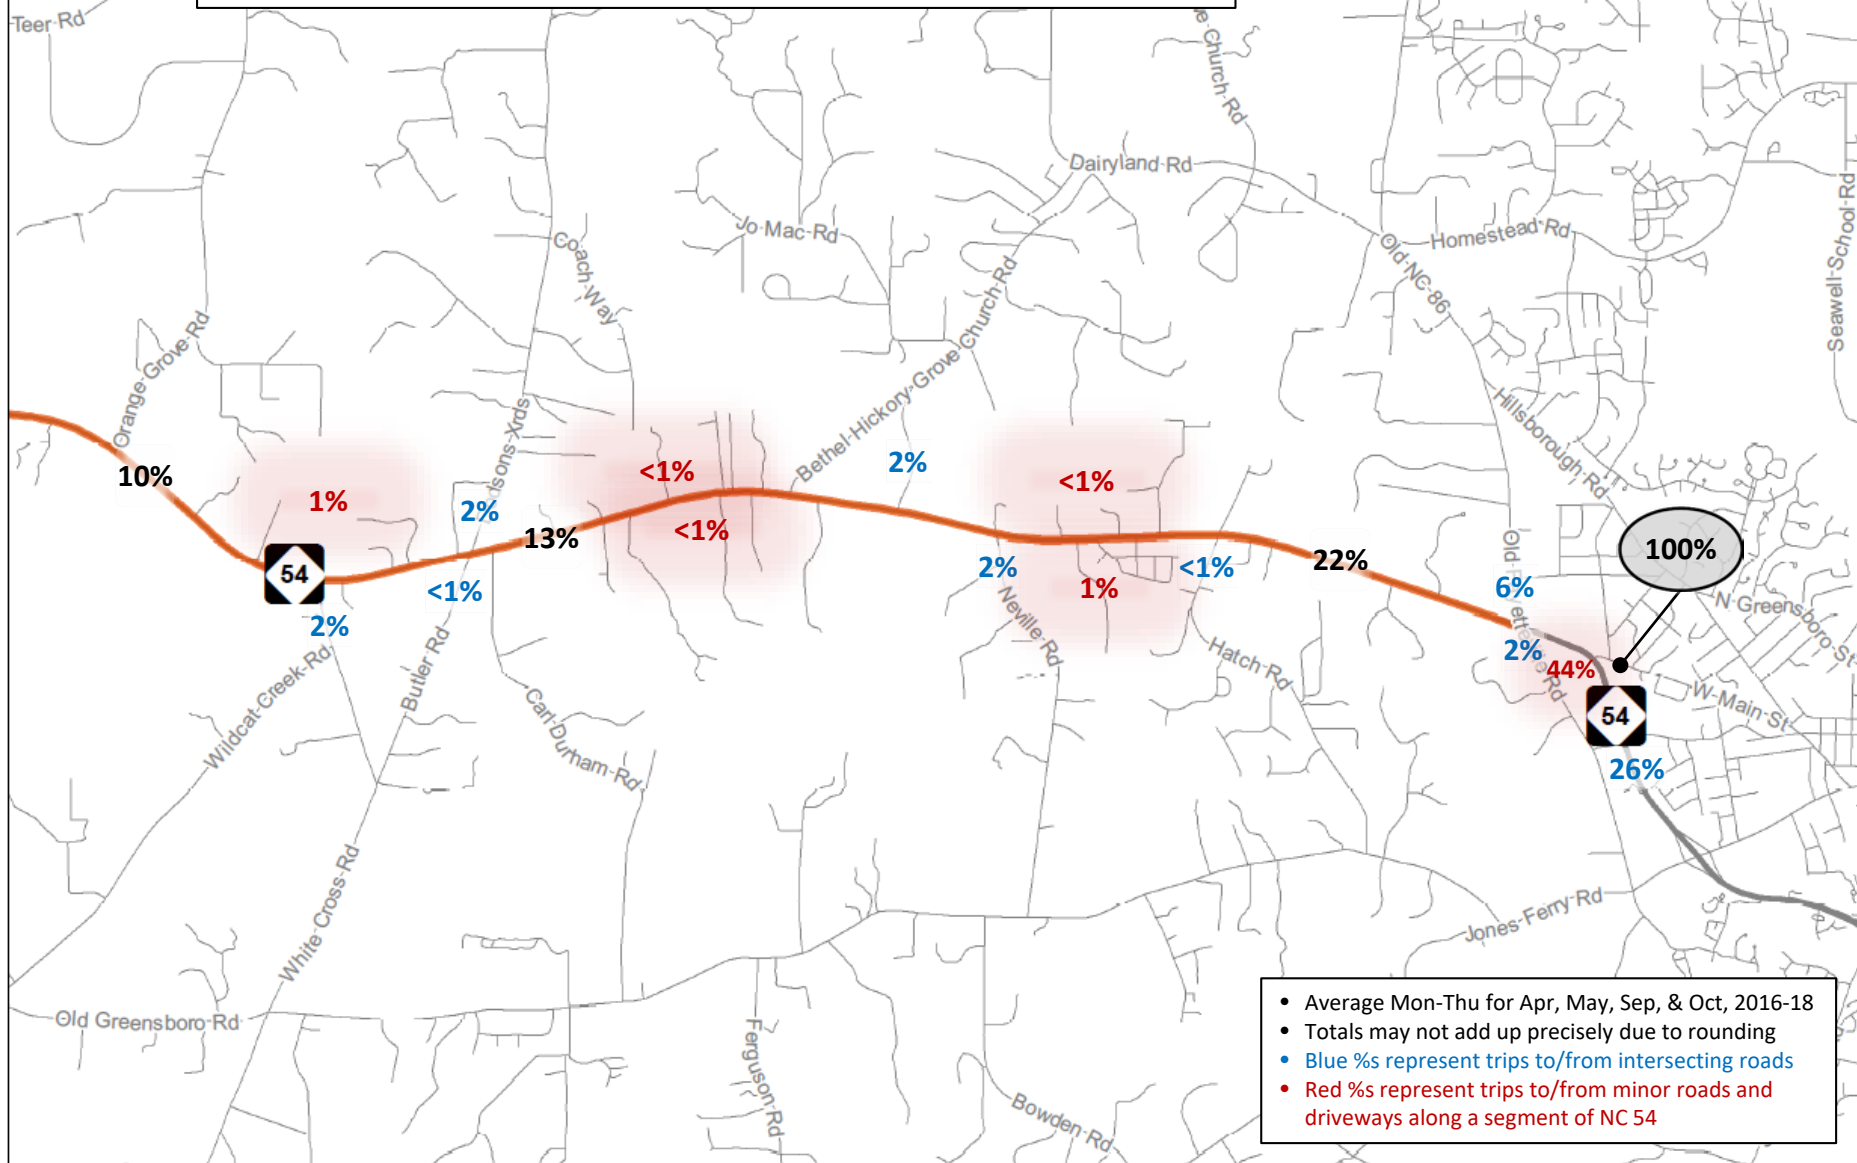 Teer Rd
e Church Rd
Dairyland Rd
Seawell School Rd
Jo Mac Rd
Homestead Rd
Coach Way
Old NC 86
Orange Grove Rd
Bethel Hickory Grove Church Rd
Hillsborough Rd
dsons Xrds
10%
1%
2%
<1%
<1%
13%
2%
<1%
22%
100%
54
<1%
2%
2%
1%
<1%
6%
2%
44%
N Greensboro St
Neville Rd
Hatch Rd
Old F
ette
e Rd
W Main St
54
26%
Wildcat Creek Rd
Butler Rd
Carl Durham Rd
White Cross Rd
Jones Ferry Rd
Old Greensboro Rd
Ferguson Rd
Bowden Rd
• Average Mon-Thu for Apr, May, Sep, & Oct, 2016-18
• Totals may not add up precisely due to rounding
• Blue %s represent trips to/from intersecting roads
• Red %s represent trips to/from minor roads and
driveways along a segment of NC 54